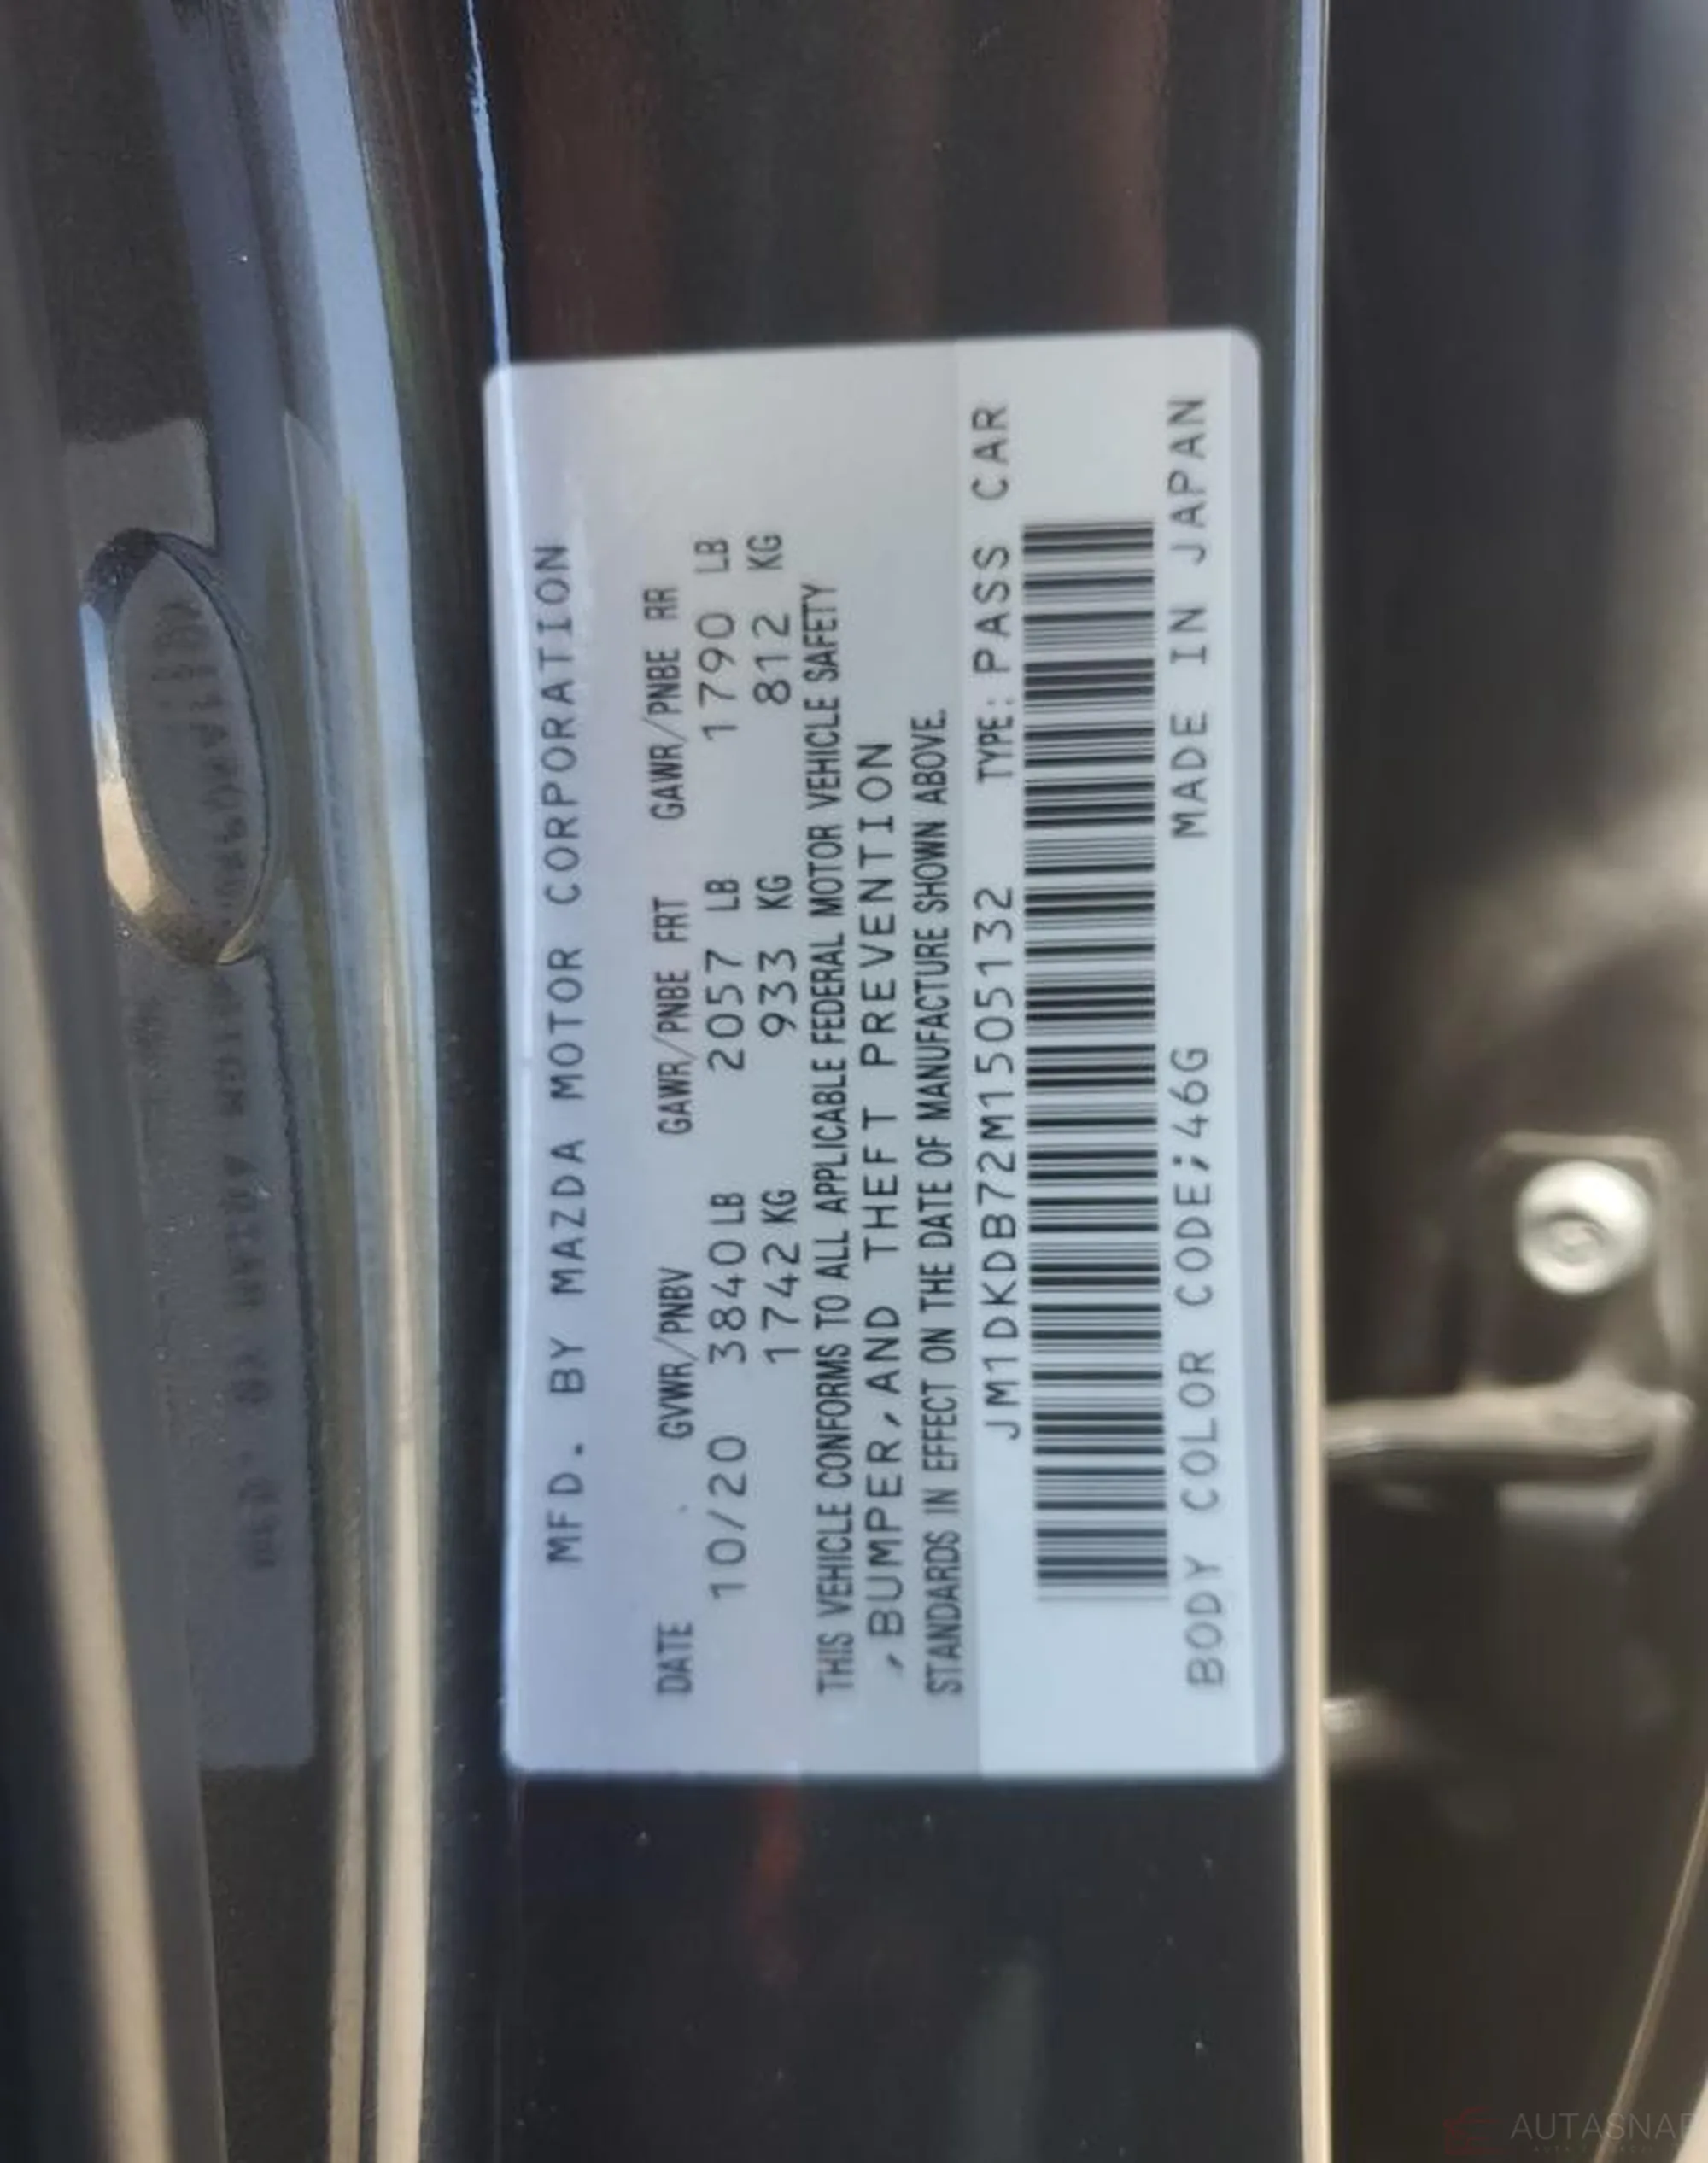 MFD. BY MAZDA MOTOR CORPORATION
DATE GVWR/PNBV GAWR/PNBE FRT GAWR/PNBE RR
10/20 3840 LB 2057 LB 1790 LB
1742 KG 933 KG 812 KG
THIS VEHICLE CONFORMS TO ALL APPLICABLE FEDERAL MOTOR VEHICLE SAFETY
,BUMPER,AND THEFT PREVENTION
STANDARDS IN EFFECT ON THE DATE OF MANUFACTURE SHOWN ABOVE.
JM1DKDB72M1505132 TYPE: PASS CAR
BODY COLOR CODE;46G MADE IN JAPAN
AUTASNAP